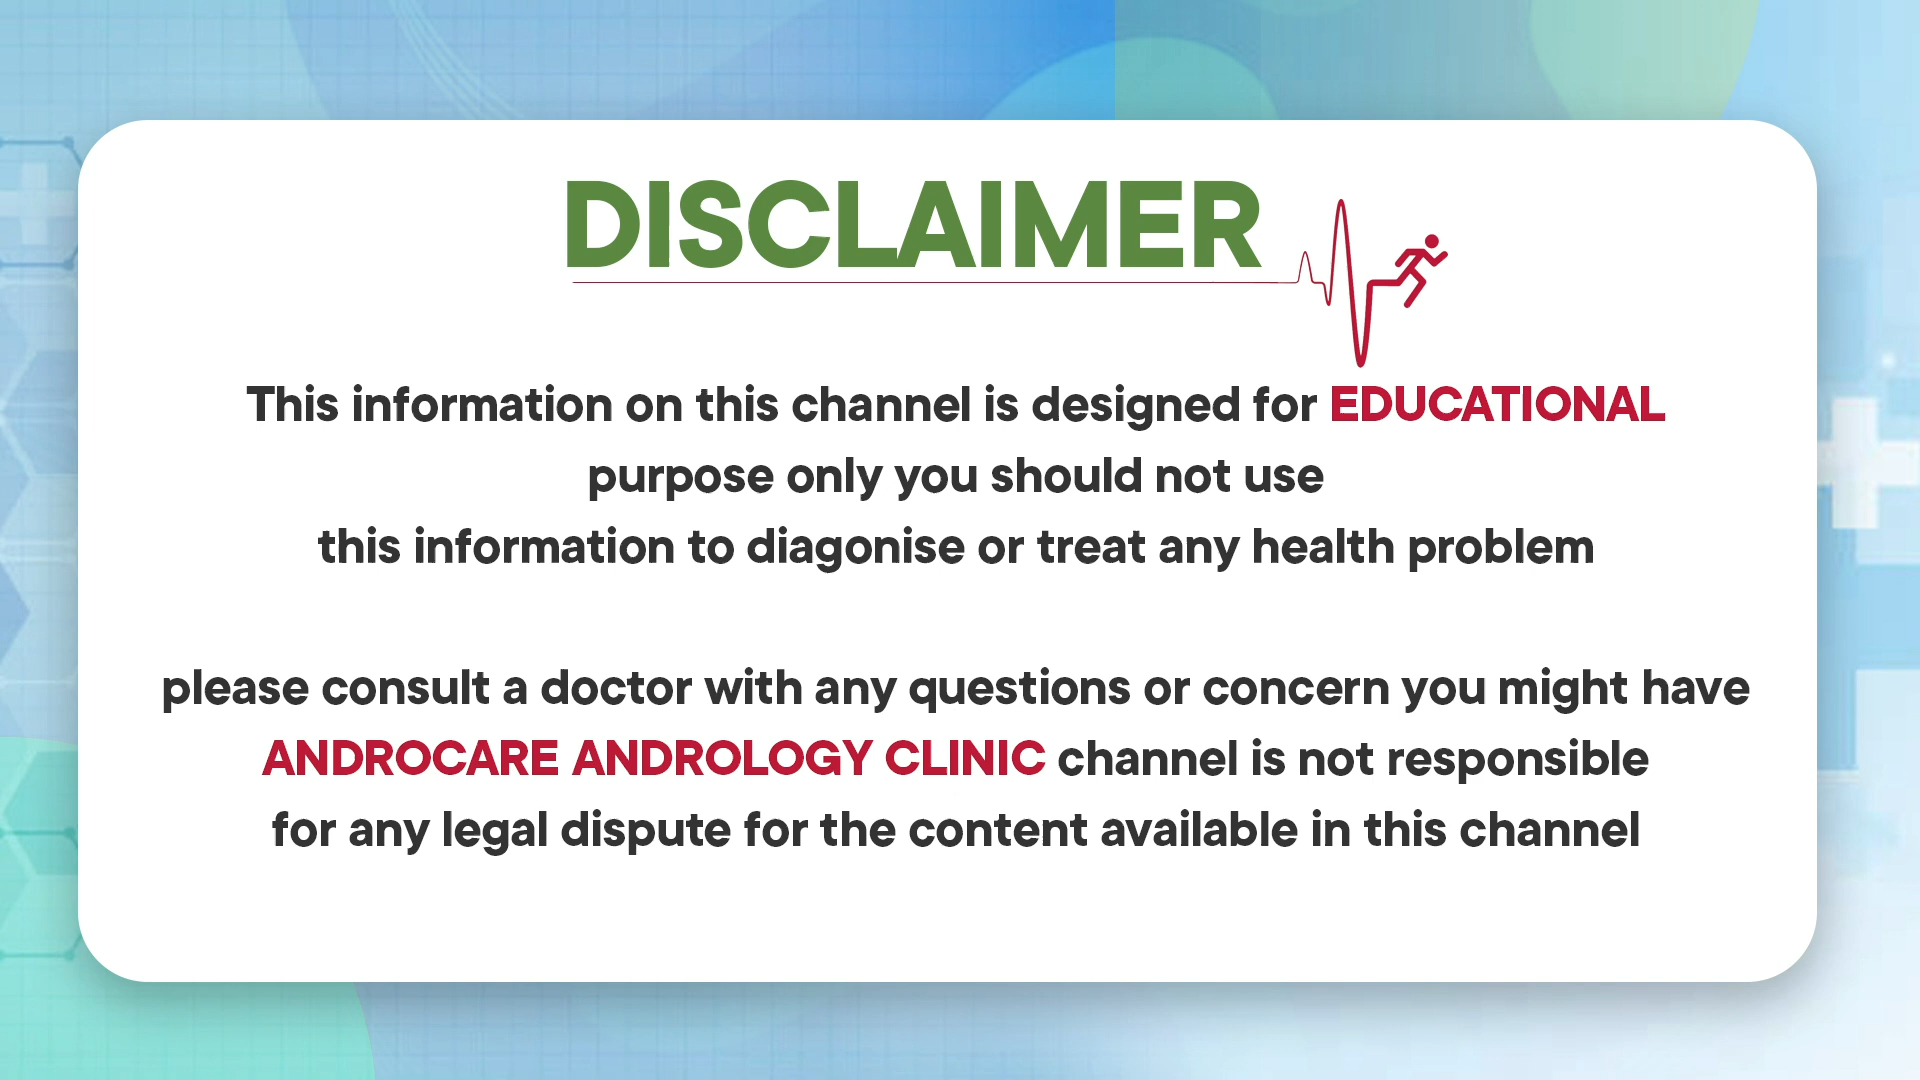 DISCLAIMER
This information on this channel is designed for EDUCATIONAL
purpose only you should not use
this information to diagonise or treat any health problem
please consult a doctor with any questions or concern you might have
ANDROCARE ANDROLOGY CLINIC channel is not responsible
for any legal dispute for the content available in this channel